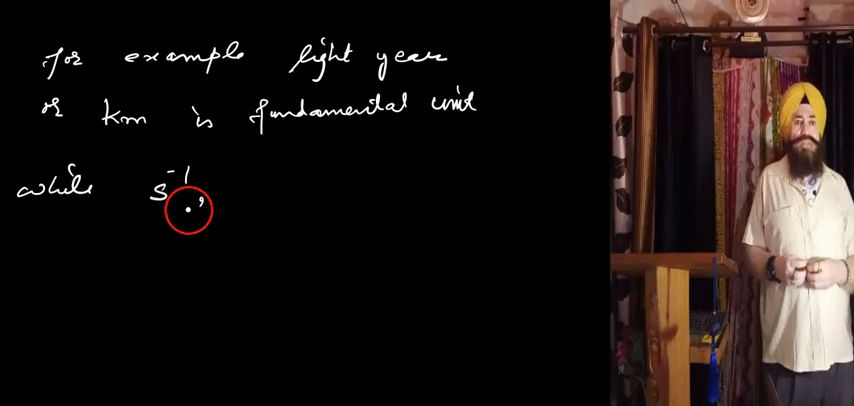 for example light year
or km is fundamental unit
while s⁻¹,